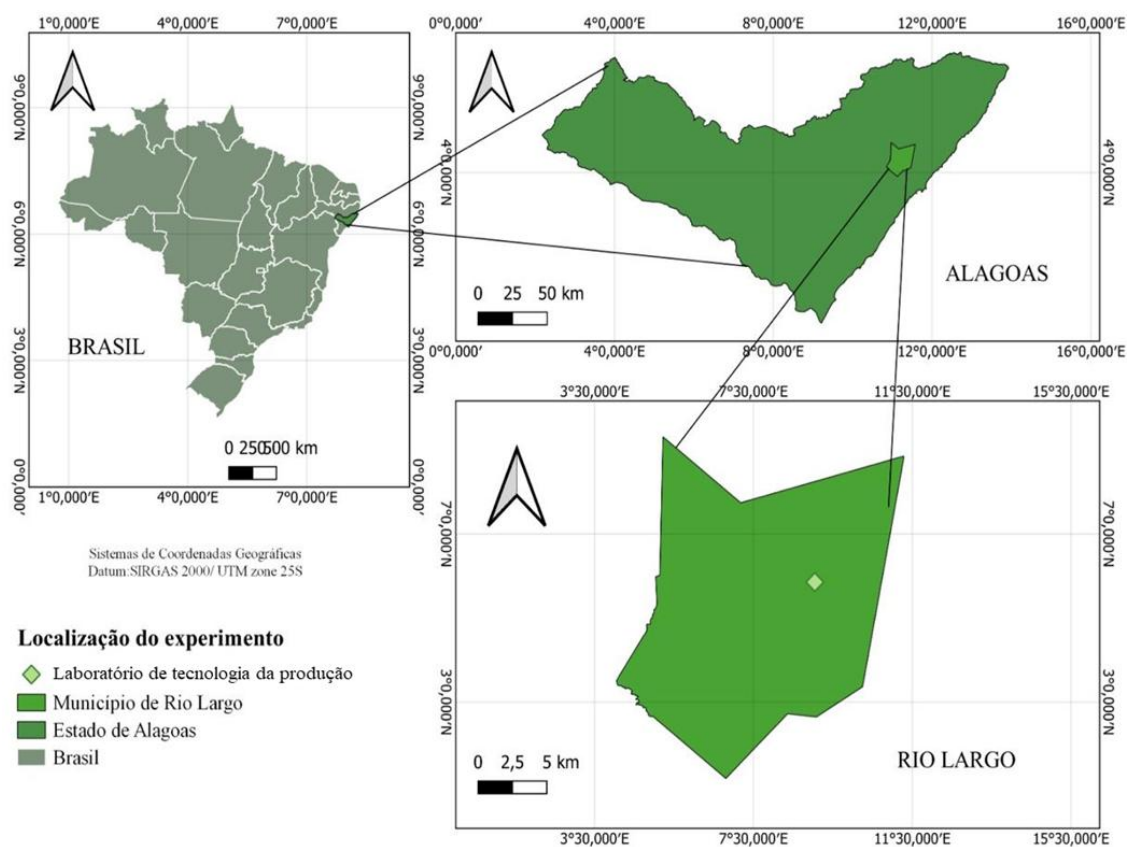 1°0,000'E 4°0,000'E 7°0,000'E
9°0,000'N 9°0,000'N
6°0,000'N 6°0,000'N
3°0,000'N 3°0,000'N
0°0,000' 0°0,000'
BRASIL
0 250 500 km
1°0,000'E 4°0,000'E 7°0,000'E
0°0,000' 4°0,000'E 8°0,000'E 12°0,000'E 16°0,000'E
4°0,000'N 4°0,000'N
ALAGOAS
0 25 50 km
0°0,000' 4°0,000'E 8°0,000'E 12°0,000'E 16°0,000'E
3°30,000'E 7°30,000'E 11°30,000'E 15°30,000'E
7°0,000'N 7°0,000'N
3°0,000'N 3°0,000'N
RIO LARGO
0 2,5 5 km
3°30,000'E 7°30,000'E 11°30,000'E 15°30,000'E
Sistemas de Coordenadas Geográficas
Datum:SIRGAS 2000/ UTM zone 25S
Localização do experimento
Laboratório de tecnologia da produção
Município de Rio Largo
Estado de Alagoas
Brasil